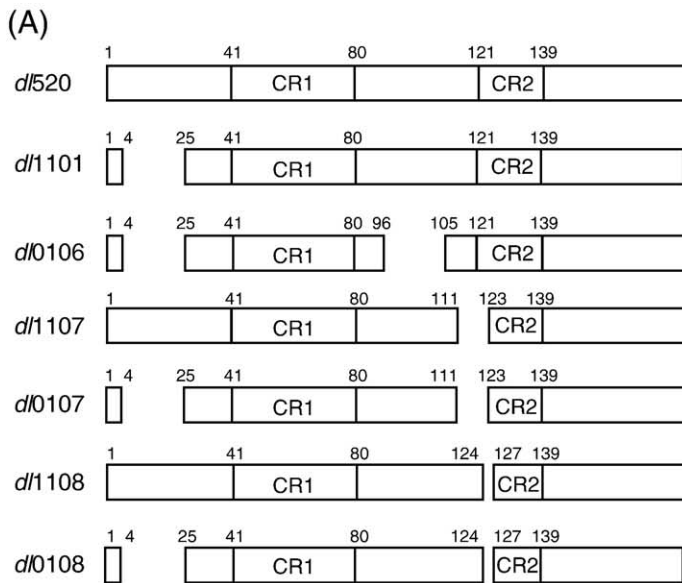 (A)
1 41 80 121 139
dl520 CR1 CR2
1 4 25 41 80 121 139
dl1101 CR1 CR2
1 4 25 41 80 96 105 121 139
dl0106 CR1 CR2
1 41 80 111 123 139
dl1107 CR1 CR2
1 4 25 41 80 111 123 139
dl0107 CR1 CR2
1 41 80 124 127 139
dl1108 CR1 CR2
1 4 25 41 80 124 127 139
dl0108 CR1 CR2